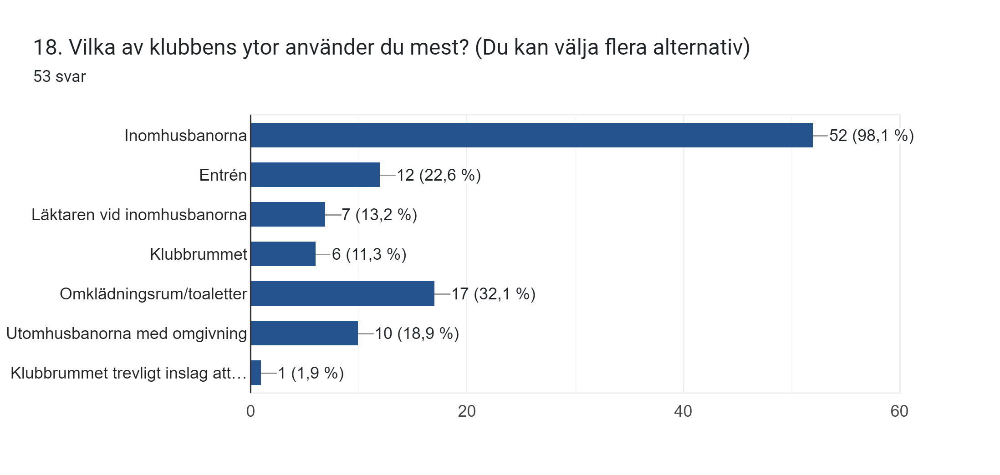 18. Vilka av klubbens ytor använder du mest? (Du kan välja flera alternativ)
53 svar
Inomhusbanorna 52 (98,1 %)
Entrén 12 (22,6 %)
Läktaren vid inomhusbanorna 7 (13,2 %)
Klubbrummet 6 (11,3 %)
Omklädningsrum/toaletter 17 (32,1 %)
Utomhusbanorna med omgivning 10 (18,9 %)
Klubbrummet trevligt inslag att… 1 (1,9 %)
0 20 40 60